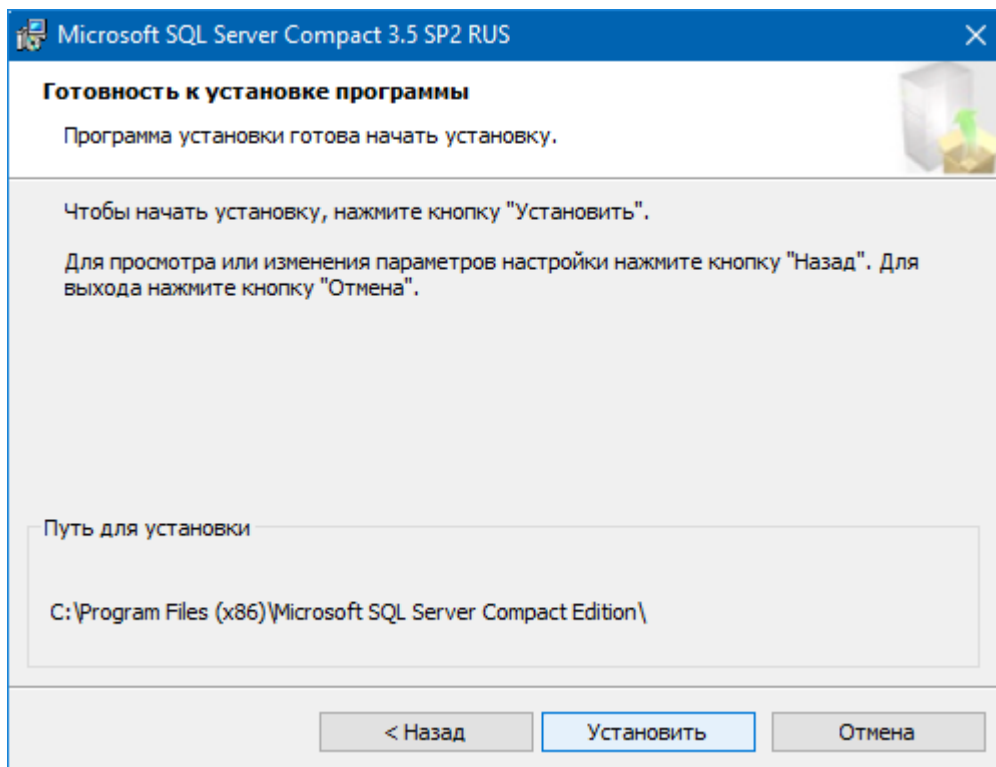 Microsoft SQL Server Compact 3.5 SP2 RUS
Готовность к установке программы
Программа установки готова начать установку.
Чтобы начать установку, нажмите кнопку "Установить".
Для просмотра или изменения параметров настройки нажмите кнопку "Назад". Для
выхода нажмите кнопку "Отмена".
Путь для установки
C:\Program Files (x86)\Microsoft SQL Server Compact Edition\
< Назад
Установить
Отмена